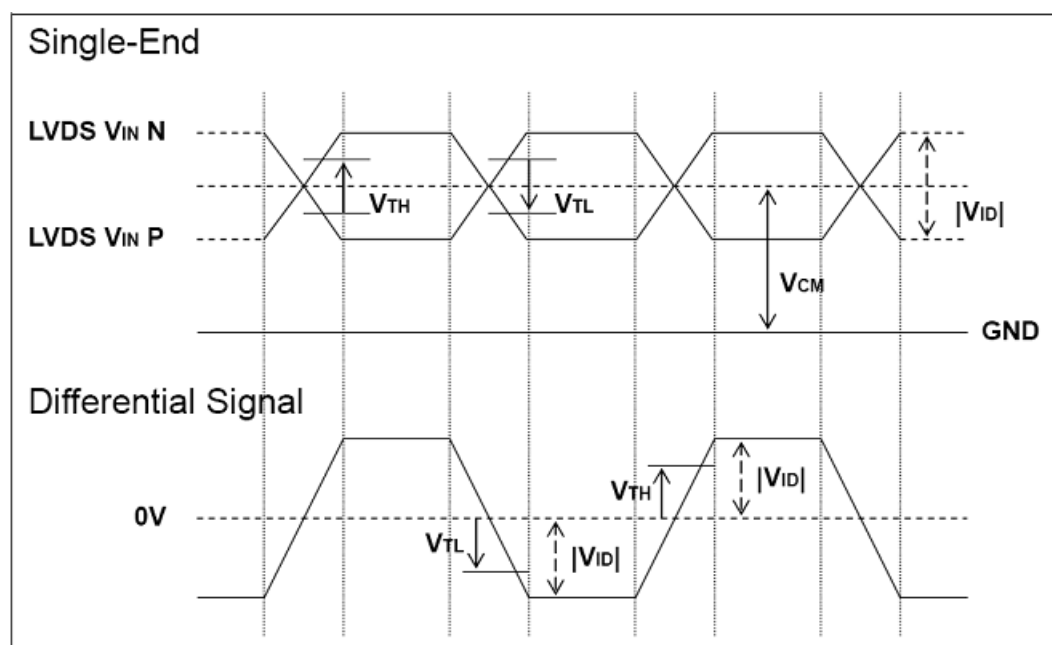 Single-End
LVDS VIN N
VTH
VTL
|VID|
LVDS VIN P
VCM
GND
Differential Signal
VTH
|VID|
0V
VTL
|VID|